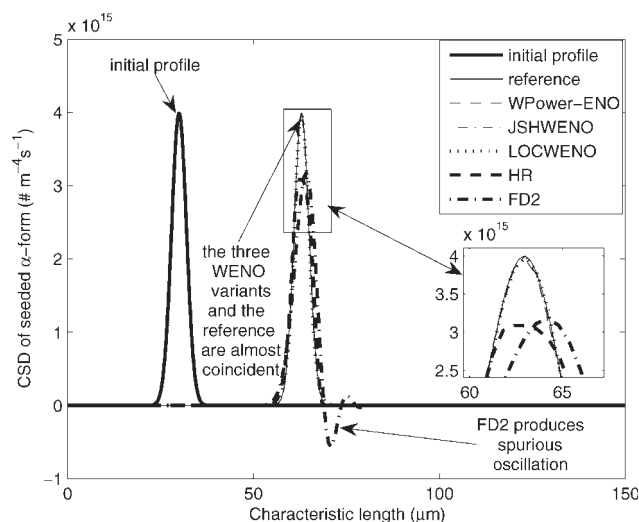 × 10^15
5
4
3
2
1
0
−1
CSD of seeded α−form (# m^-4s^-1)
initial profile
the three
WENO
variants
and the
reference
are almost
coincident
initial profile
reference
WPower−ENO
JSHWENO
LOCWENO
HR
FD2
× 10^15
4
3.5
3
2.5
60
65
FD2 produces
spurious
oscillation
0
50
100
150
Characteristic length (μm)